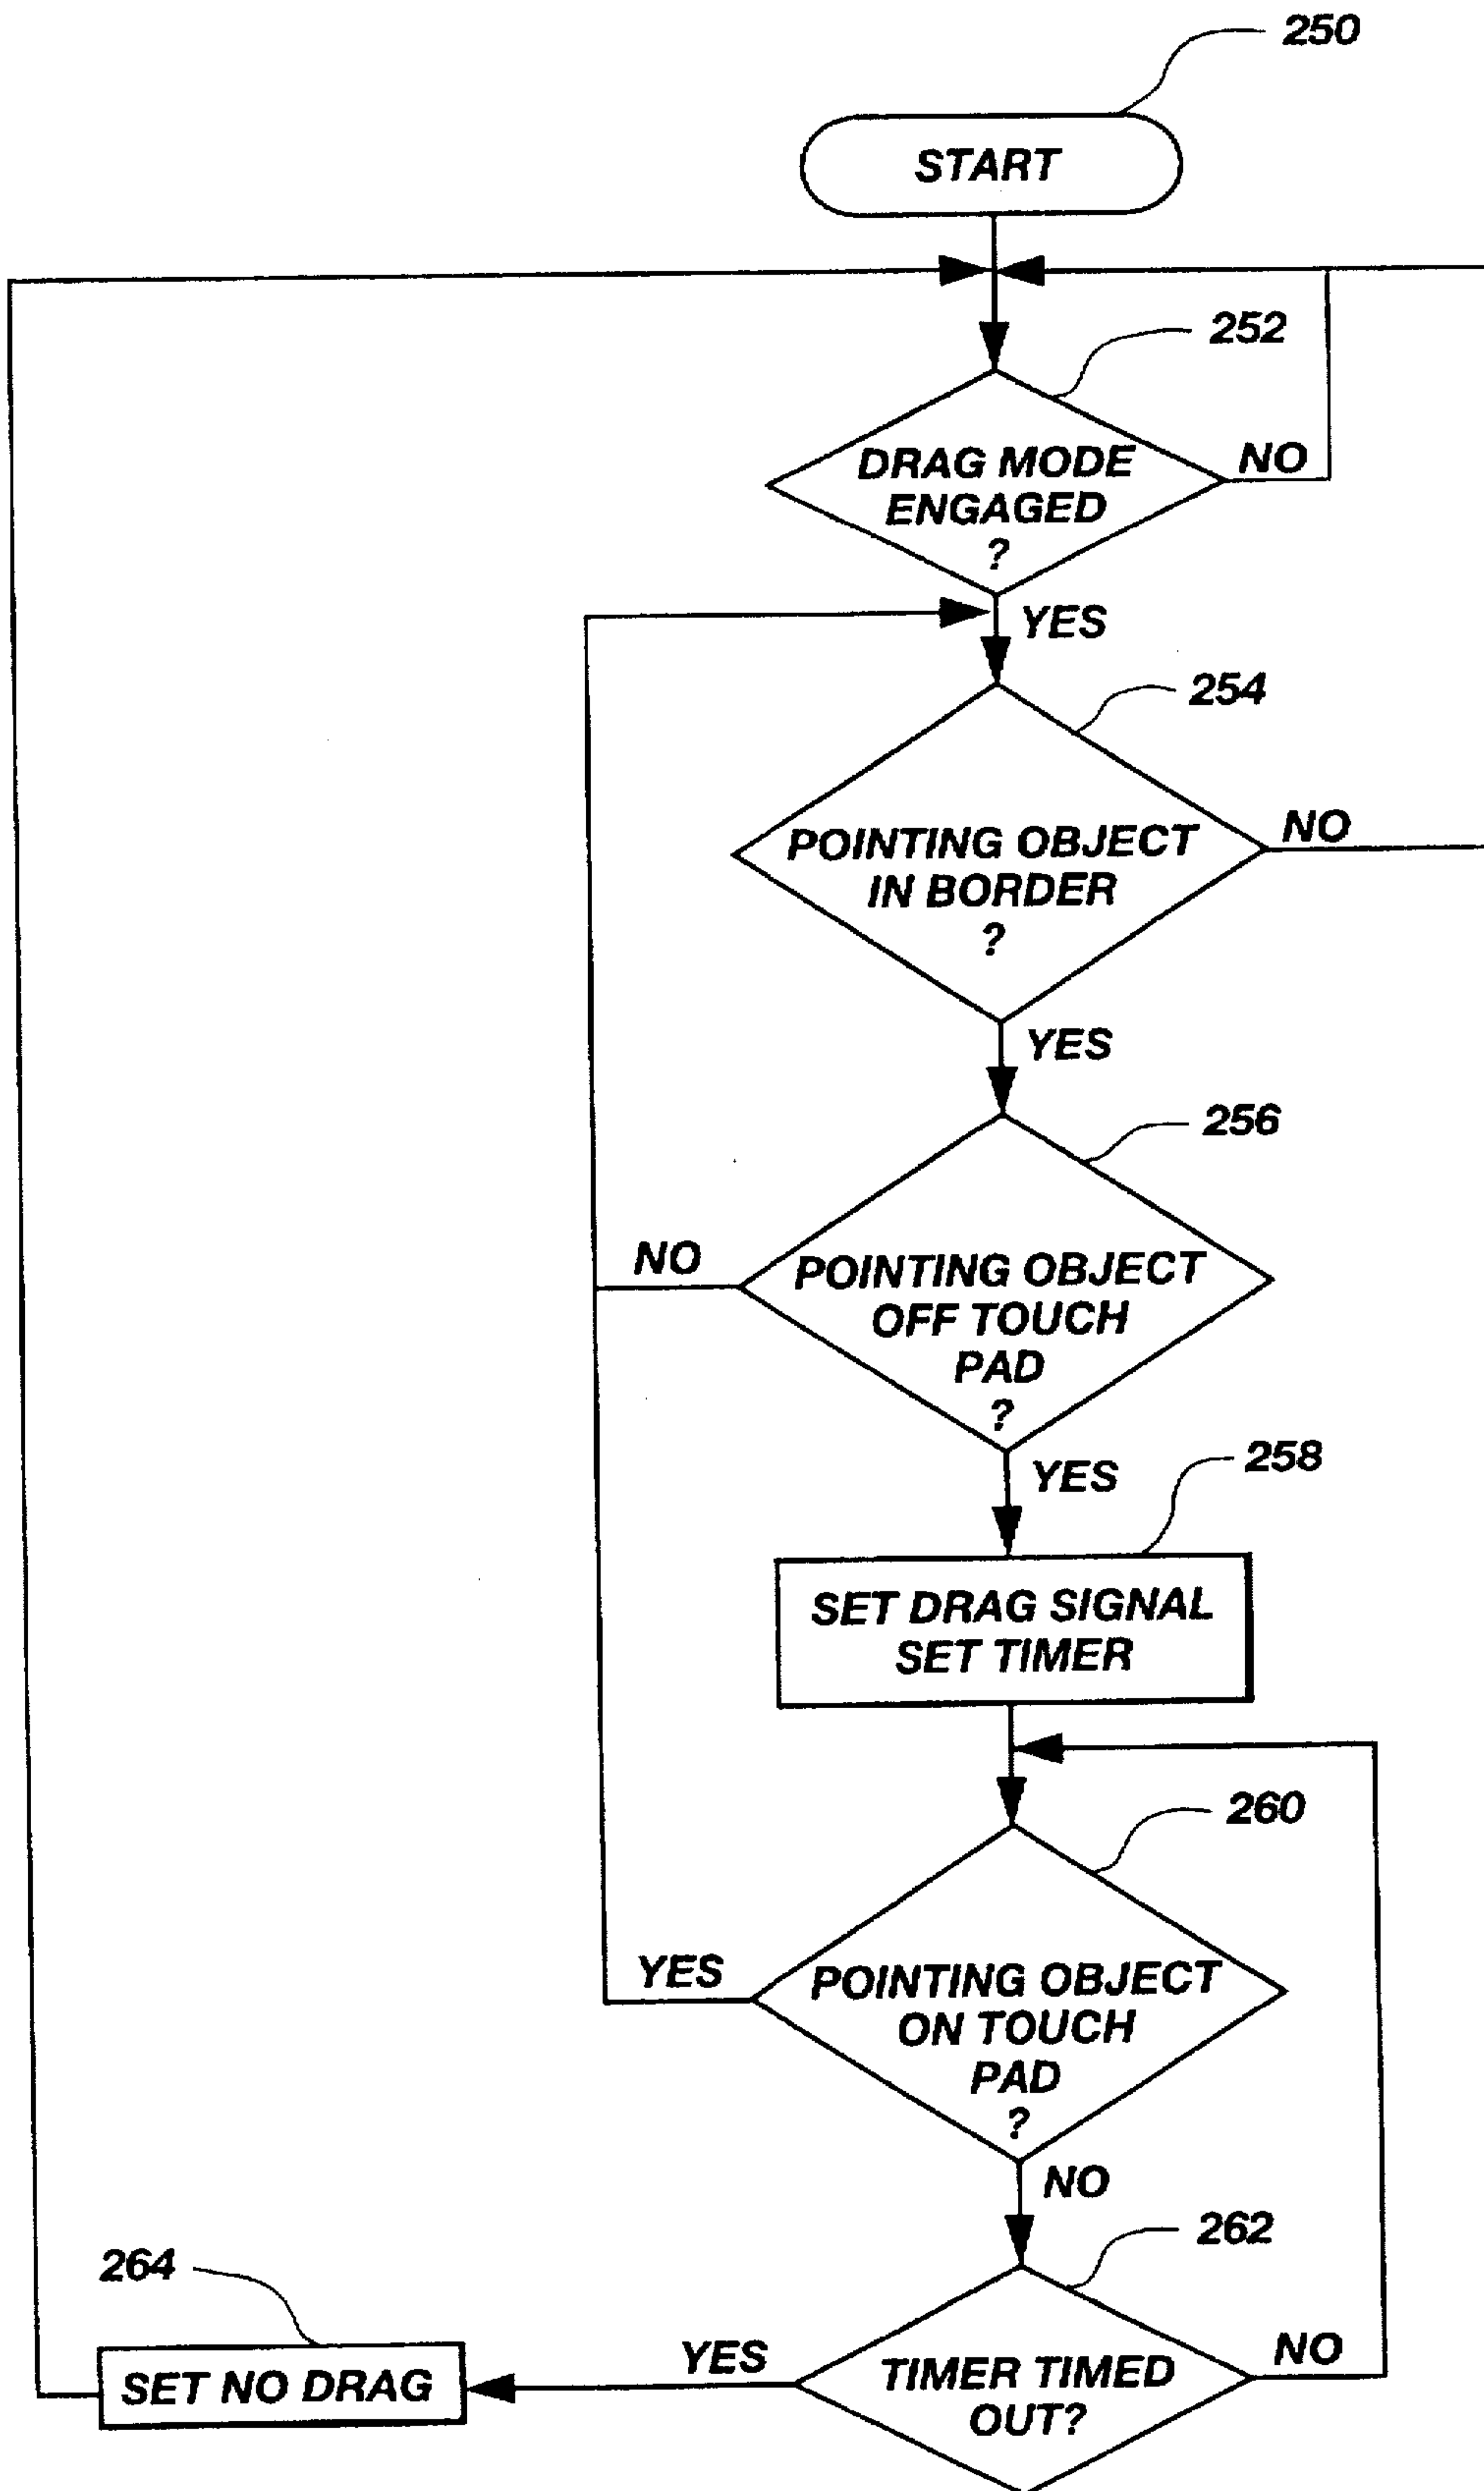 250
START
252
DRAG MODE
ENGAGED
?
NO
YES
254
POINTING OBJECT
IN BORDER
?
NO
YES
256
NO
POINTING OBJECT
OFF TOUCH
PAD
?
YES
258
SET DRAG SIGNAL
SET TIMER
260
YES
POINTING OBJECT
ON TOUCH
PAD
?
NO
262
264
YES
TIMER TIMED
OUT?
NO
SET NO DRAG